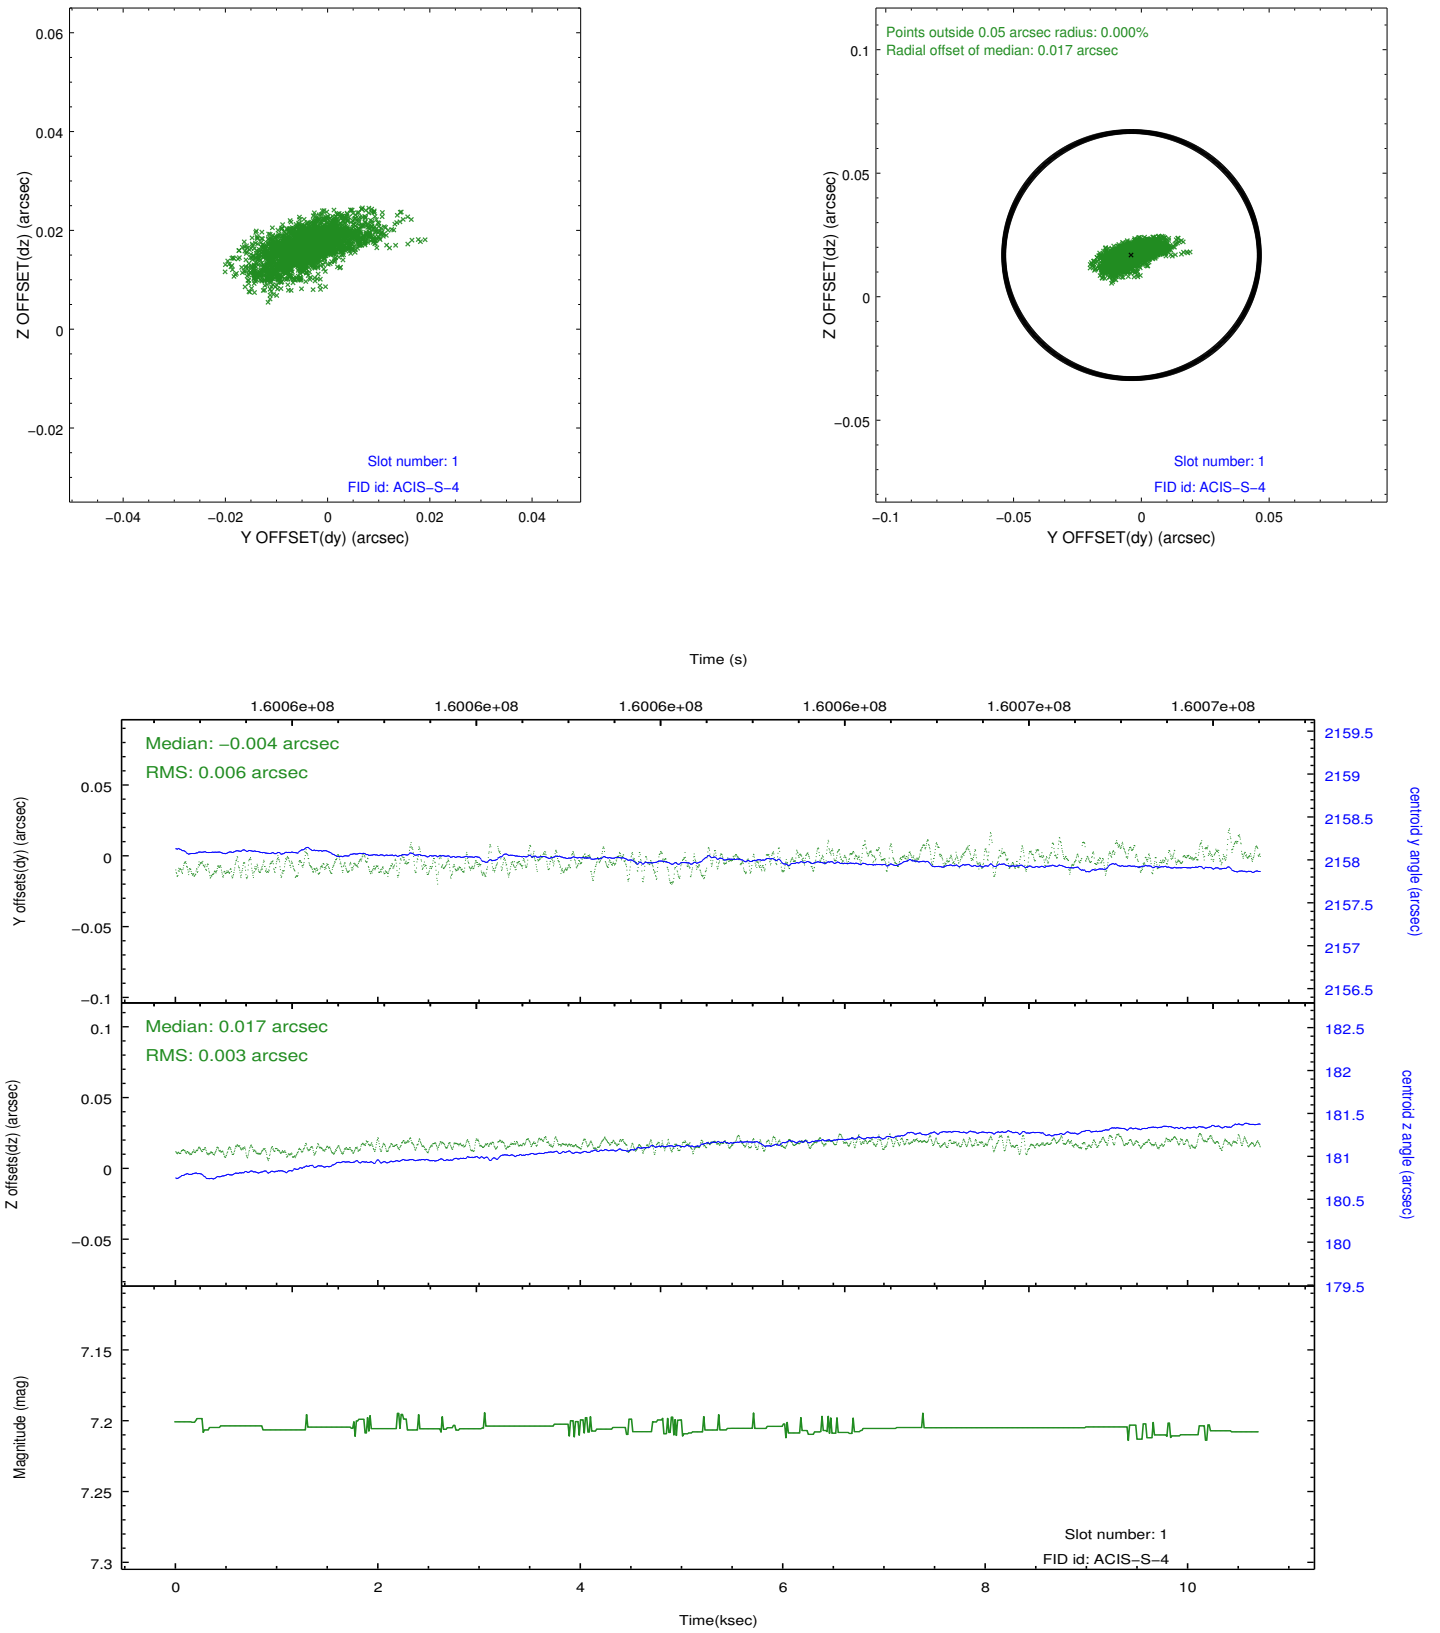 0.06
0.04
0.02
0
−0.02
Z OFFSET(dz) (arcsec)
Slot number: 1
FID id: ACIS−S−4
−0.04 −0.02 0 0.02 0.04
Y OFFSET(dy) (arcsec)
Points outside 0.05 arcsec radius: 0.000%
Radial offset of median: 0.017 arcsec
0.1
0.05
0
−0.05
Z OFFSET(dz) (arcsec)
Slot number: 1
FID id: ACIS−S−4
−0.1 −0.05 0 0.05
Y OFFSET(dy) (arcsec)
Time (s)
1.6006e+08 1.6006e+08 1.6006e+08 1.6006e+08 1.6007e+08 1.6007e+08
Median: −0.004 arcsec
RMS: 0.006 arcsec
0.05
0
−0.05
−0.1
Y offsets(dy) (arcsec)
2159.5
2159
2158.5
2158
2157.5
2157
2156.5
centroid y angle (arcsec)
Median: 0.017 arcsec
RMS: 0.003 arcsec
0.1
0.05
0
−0.05
Z offsets(dz) (arcsec)
182.5
182
181.5
181
180.5
180
179.5
centroid z angle (arcsec)
7.15
7.2
7.25
7.3
Magnitude (mag)
Slot number: 1
FID id: ACIS−S−4
0 2 4 6 8 10
Time(ksec)